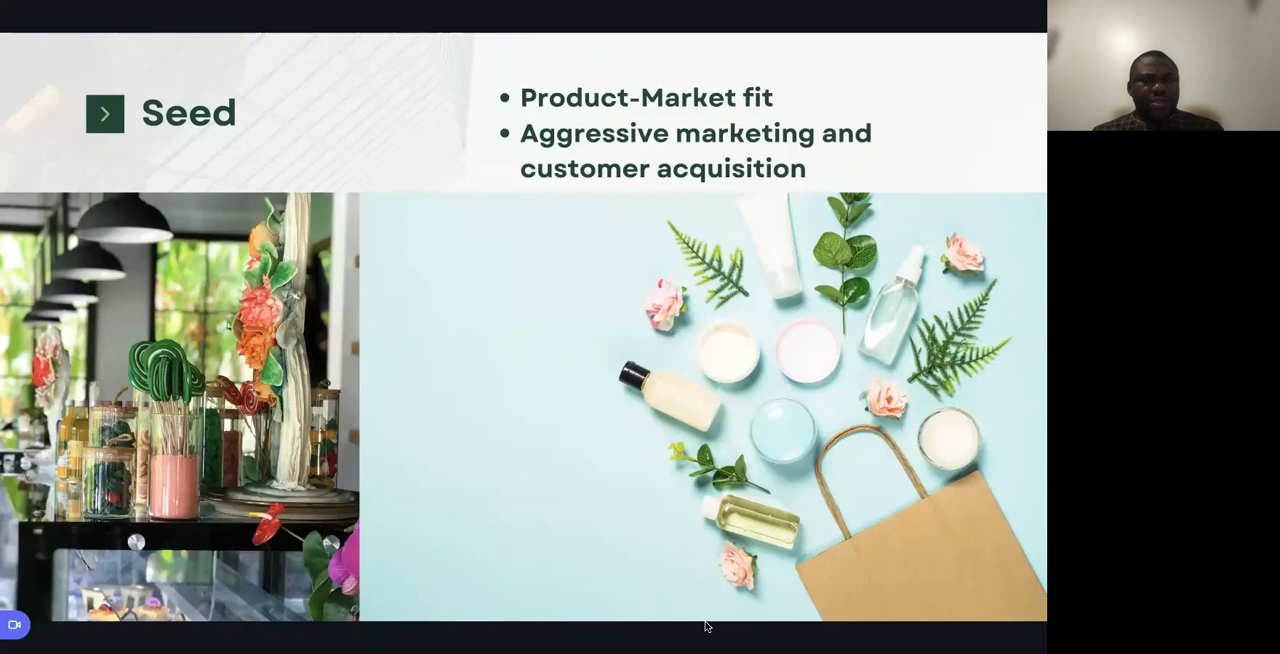 Seed
• Product-Market fit
• Aggressive marketing and
customer acquisition